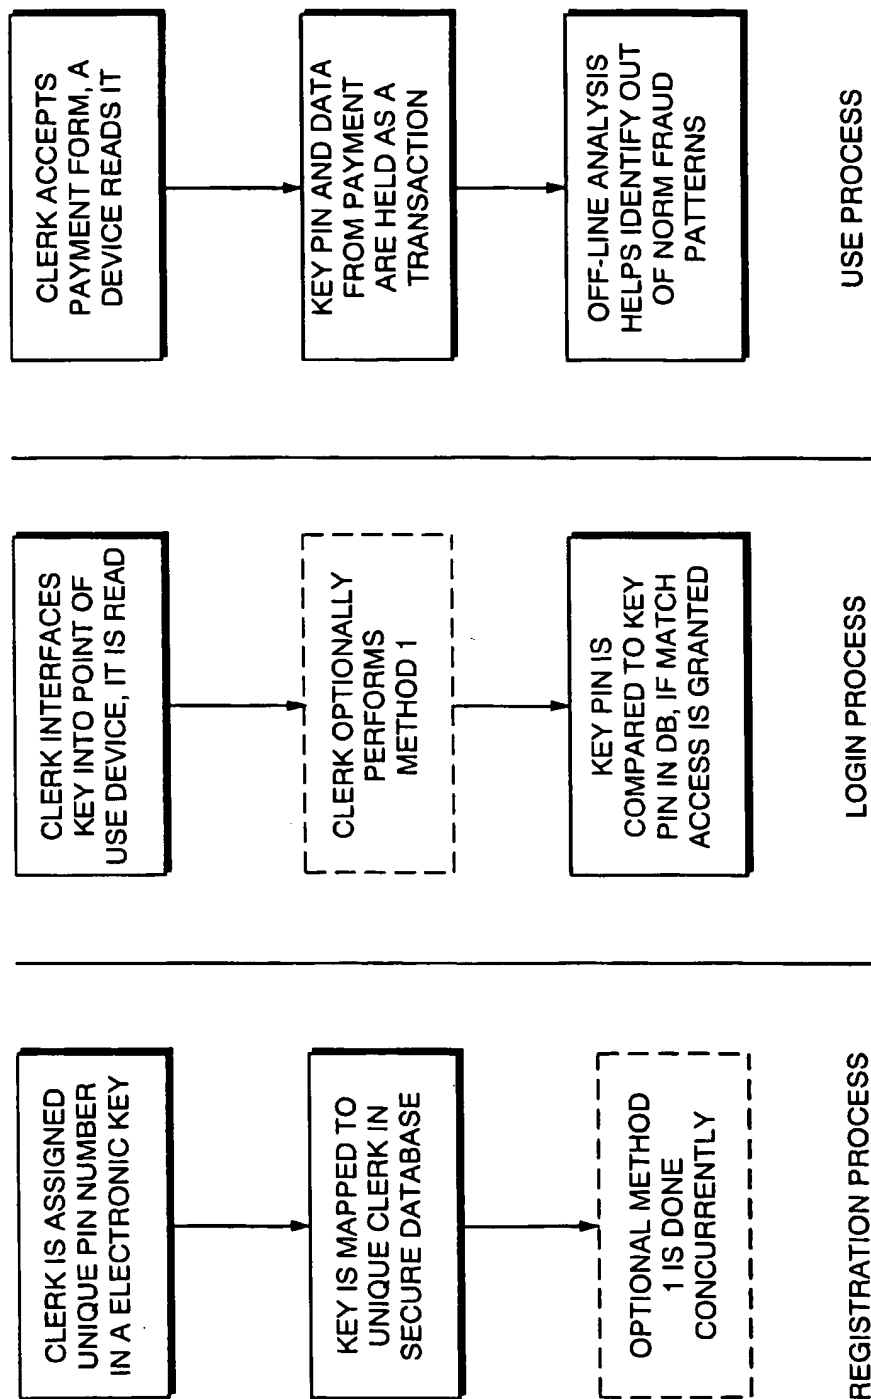 CLERK IS ASSIGNED
UNIQUE PIN NUMBER
IN A ELECTRONIC KEY
KEY IS MAPPED TO
UNIQUE CLERK IN
SECURE DATABASE
OPTIONAL METHOD
1 IS DONE
CONCURRENTLY
REGISTRATION PROCESS
CLERK INTERFACES
KEY INTO POINT OF
USE DEVICE, IT IS READ
CLERK OPTIONALLY
PERFORMS
METHOD 1
KEY PIN IS
COMPARED TO KEY
PIN IN DB, IF MATCH
ACCESS IS GRANTED
LOGIN PROCESS
CLERK ACCEPTS
PAYMENT FORM, A
DEVICE READS IT
KEY PIN AND DATA
FROM PAYMENT
ARE HELD AS A
TRANSACTION
OFF-LINE ANALYSIS
HELPS IDENTIFY OUT
OF NORM FRAUD
PATTERNS
USE PROCESS